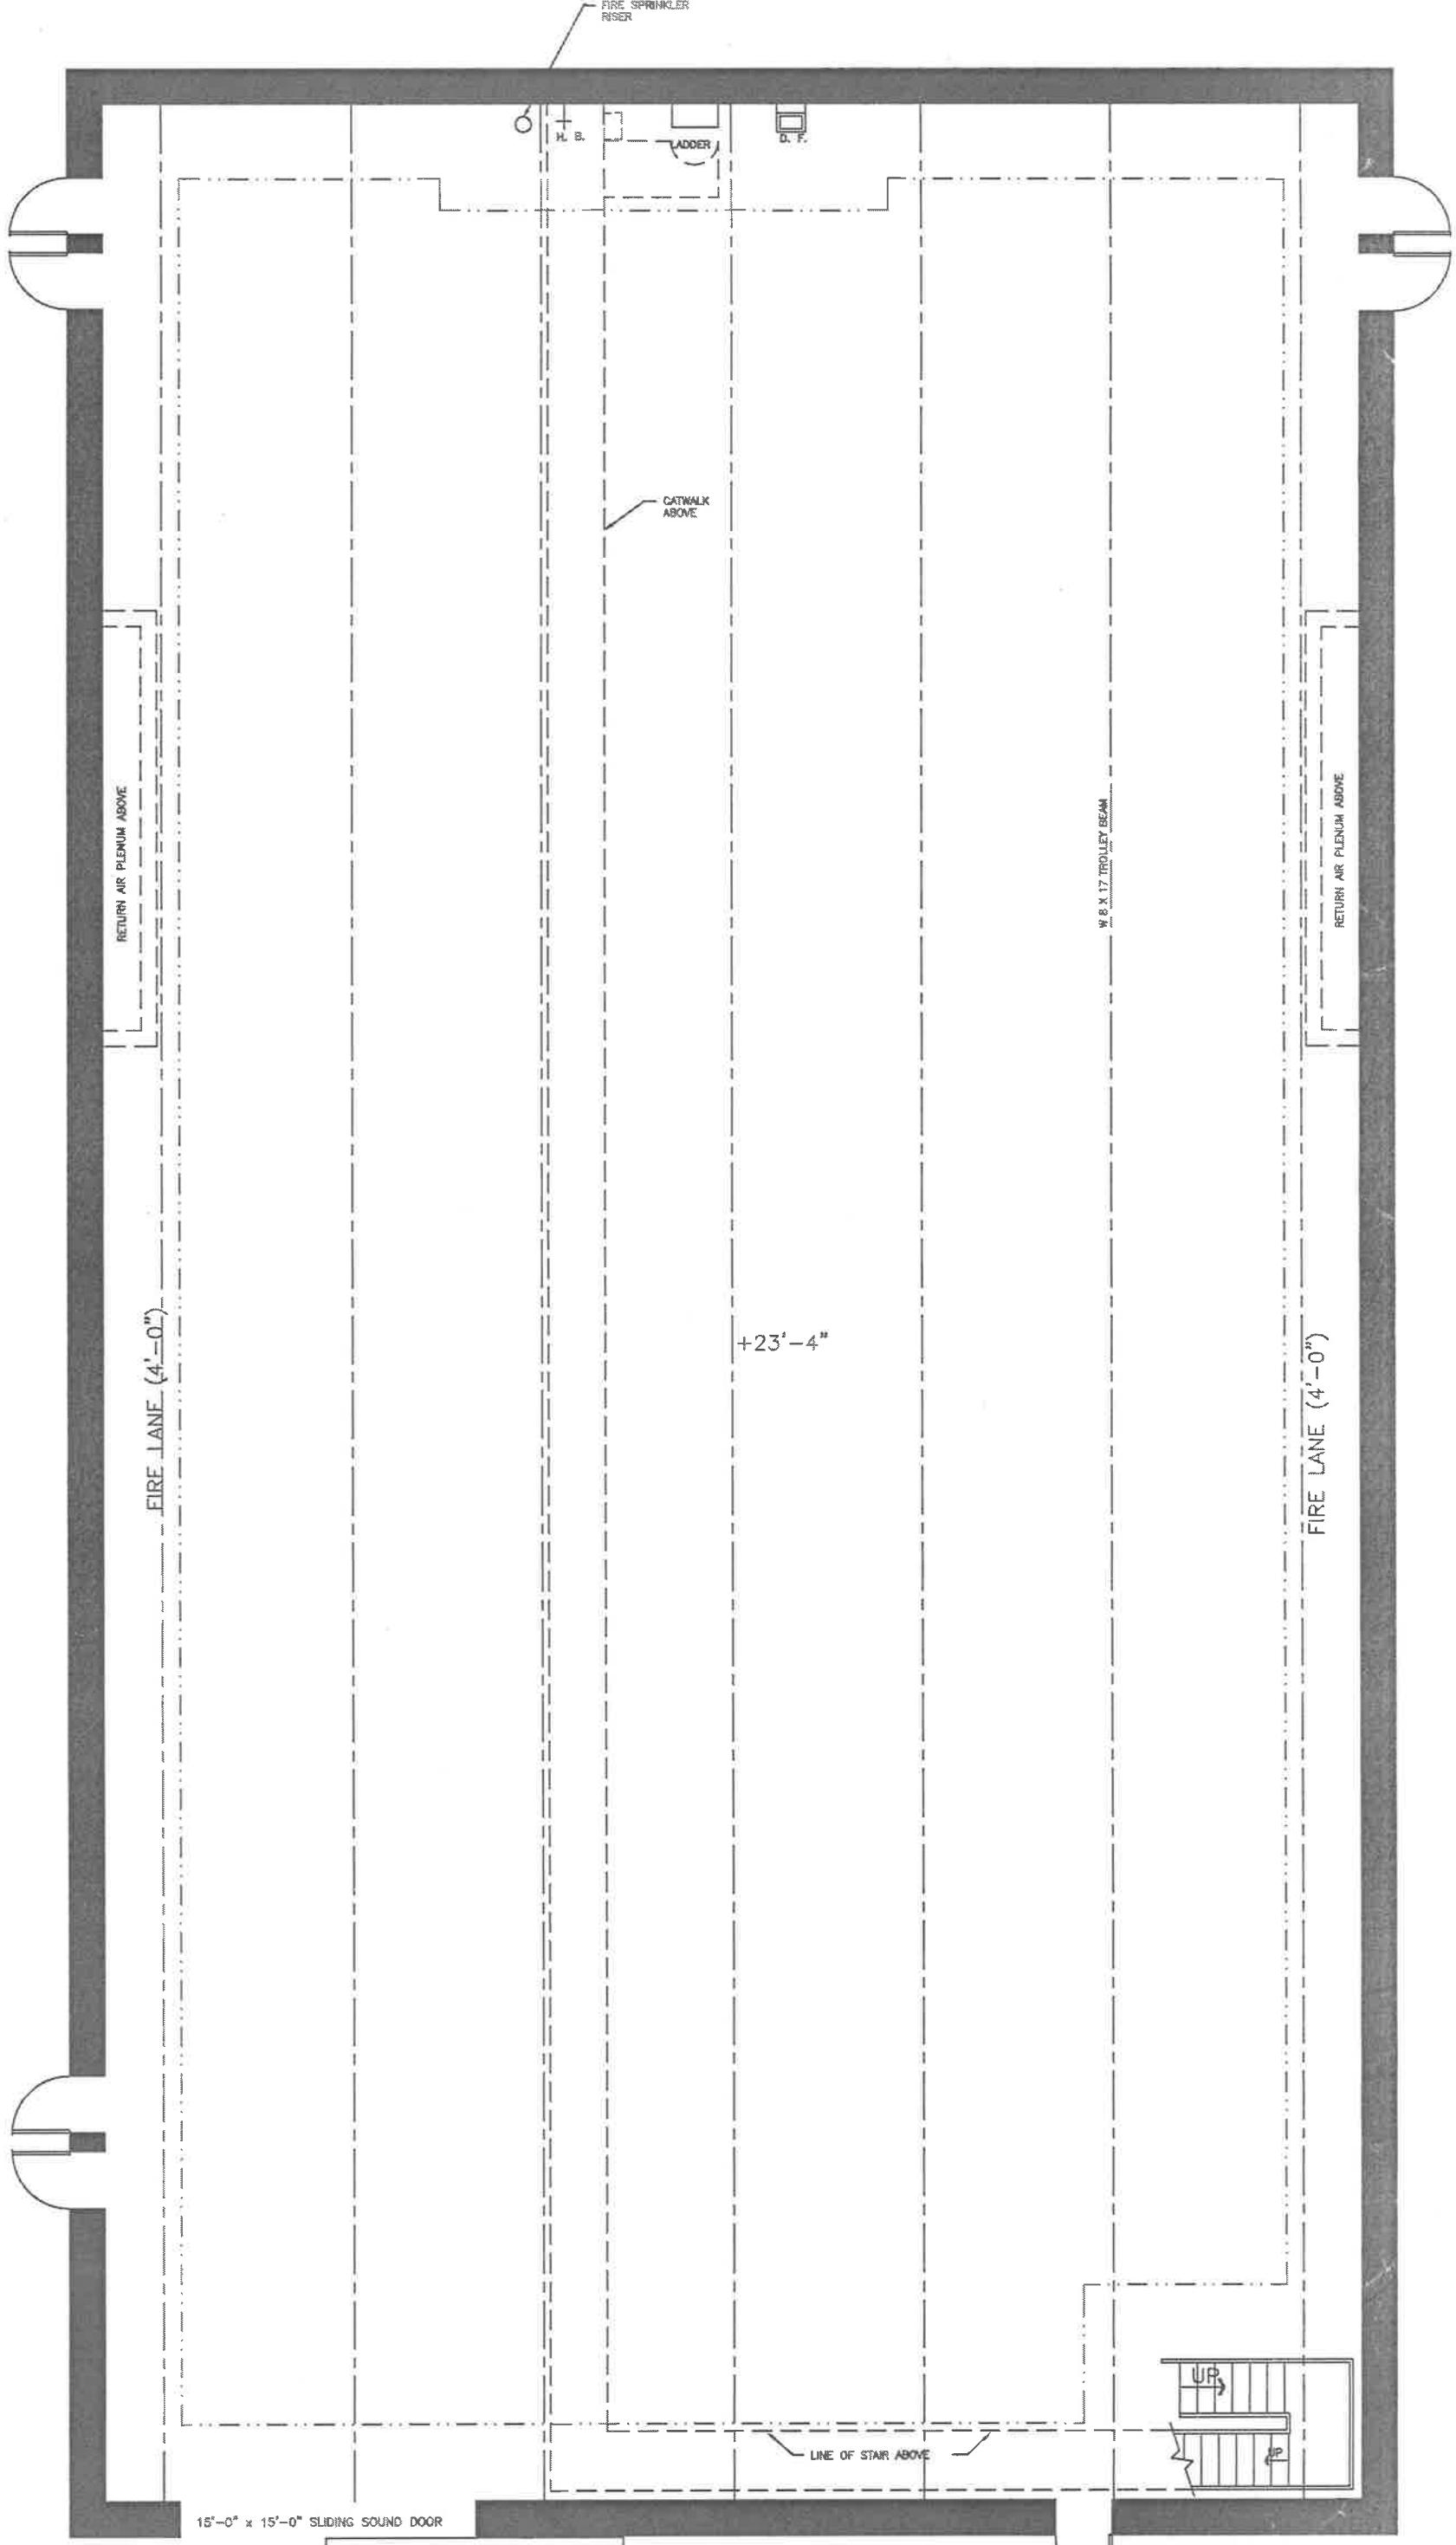 FIRE SPRINKLER
RISER
H. B.
LADDER
D. F.
CATWALK
ABOVE
RETURN AIR PLENUM ABOVE
W 8 X 17 TROLLEY BEAM
RETURN AIR PLENUM ABOVE
FIRE LANE (4'-0")
+23'-4"
FIRE LANE (4'-0")
UP
UP
LINE OF STAIR ABOVE
15'-0" x 15'-0" SLIDING SOUND DOOR